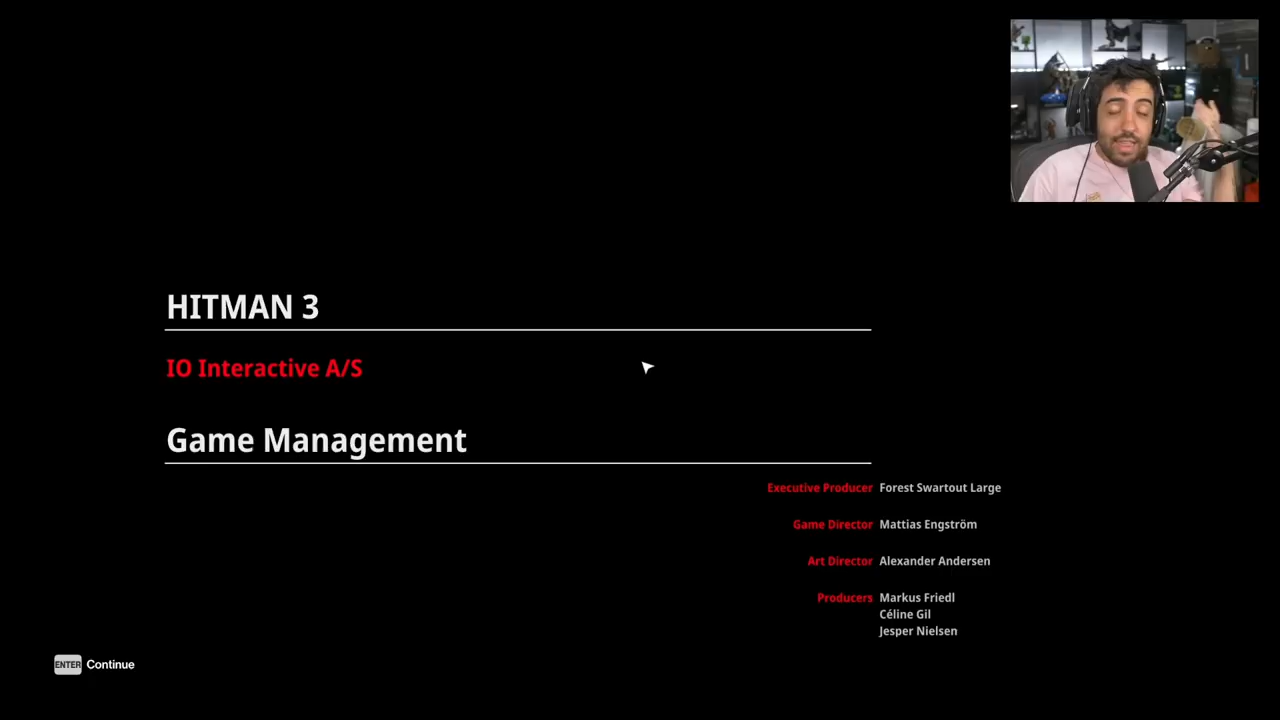 HITMAN 3
IO Interactive A/S
Game Management
Executive Producer Forest Swartout Large
Game Director Mattias Engström
Art Director Alexander Andersen
Producers Markus Friedl
Céline Gil
Jesper Nielsen
ENTER Continue